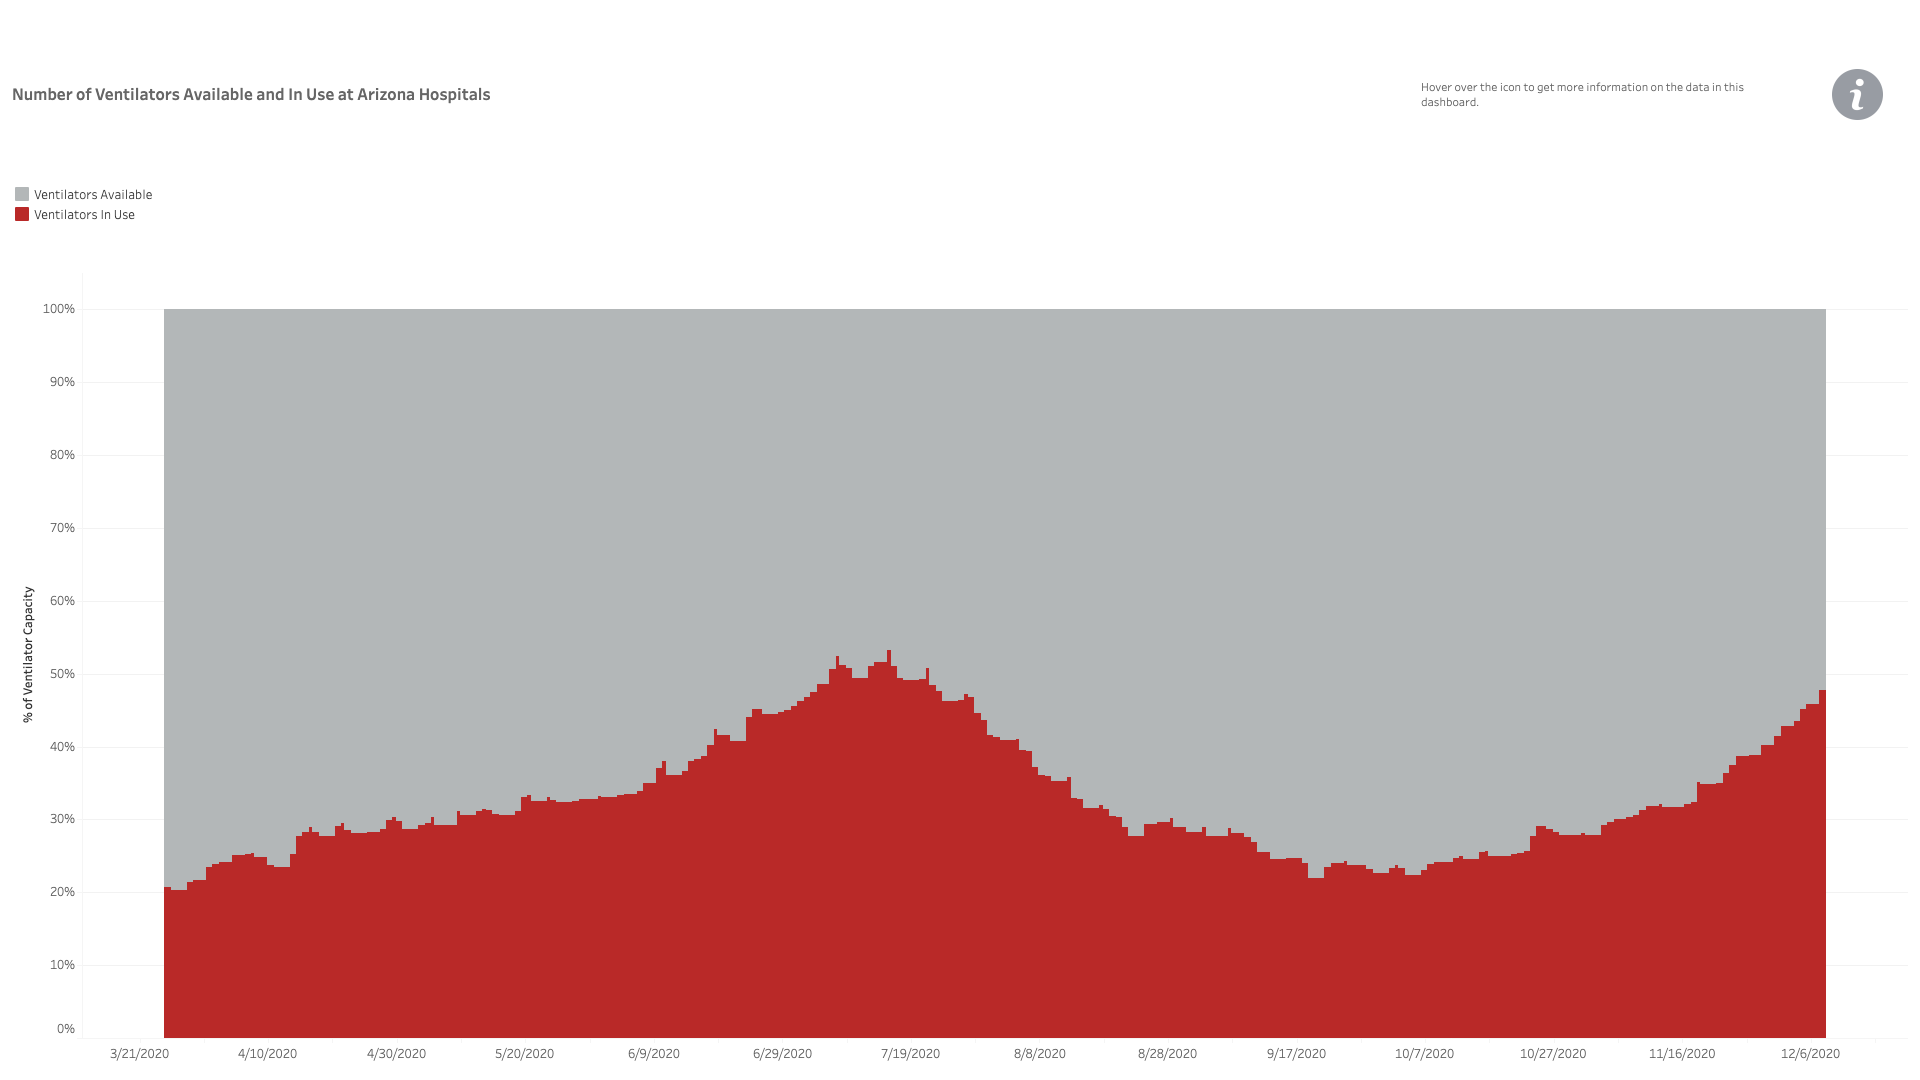 Number of Ventilators Available and In Use at Arizona Hospitals
Hover over the icon to get more information on the data in this
dashboard.
i
Ventilators Available
Ventilators In Use
% of Ventilator Capacity
100%
90%
80%
70%
60%
50%
40%
30%
20%
10%
0%
3/21/2020 4/10/2020 4/30/2020 5/20/2020 6/9/2020 6/29/2020 7/19/2020 8/8/2020 8/28/2020 9/17/2020 10/7/2020 10/27/2020 11/16/2020 12/6/2020